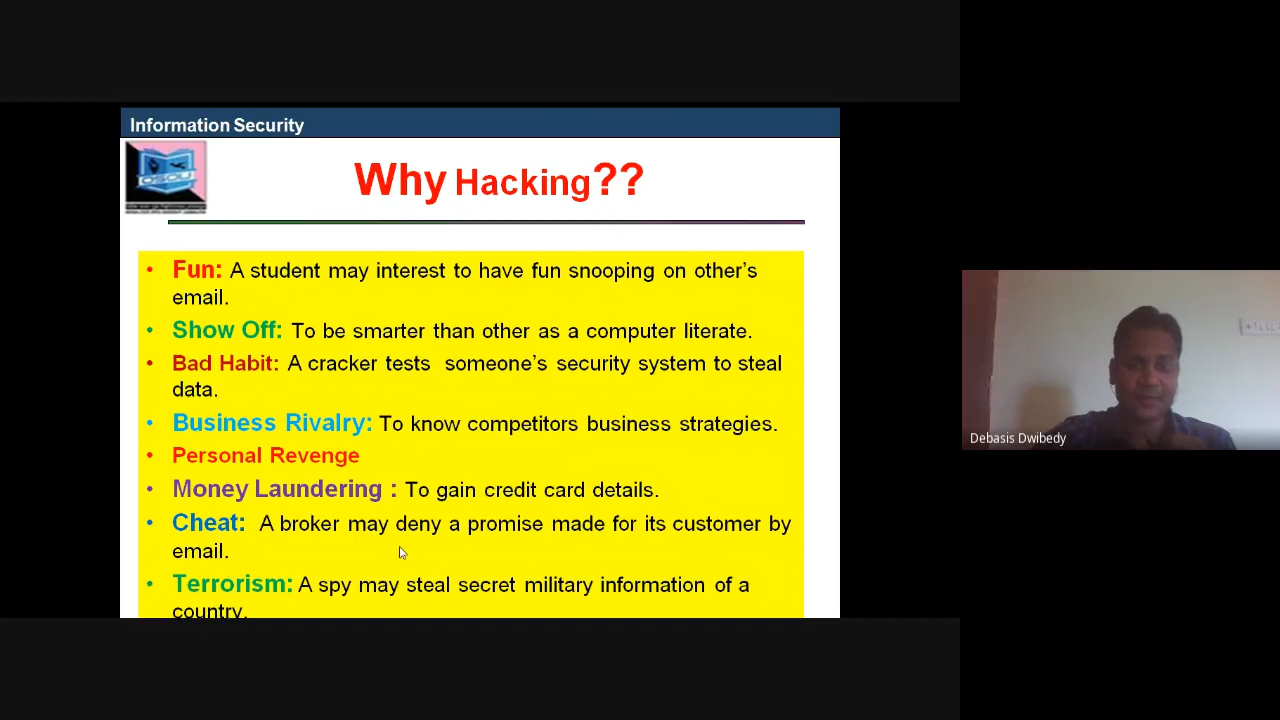 Information Security
OSOU
Why Hacking??
• Fun: A student may interest to have fun snooping on other's
email.
• Show Off: To be smarter than other as a computer literate.
• Bad Habit: A cracker tests someone's security system to steal
data.
• Business Rivalry: To know competitors business strategies.
• Personal Revenge
• Money Laundering : To gain credit card details.
• Cheat: A broker may deny a promise made for its customer by
email.
• Terrorism: A spy may steal secret military information of a
country.
Debasis Dwibedy